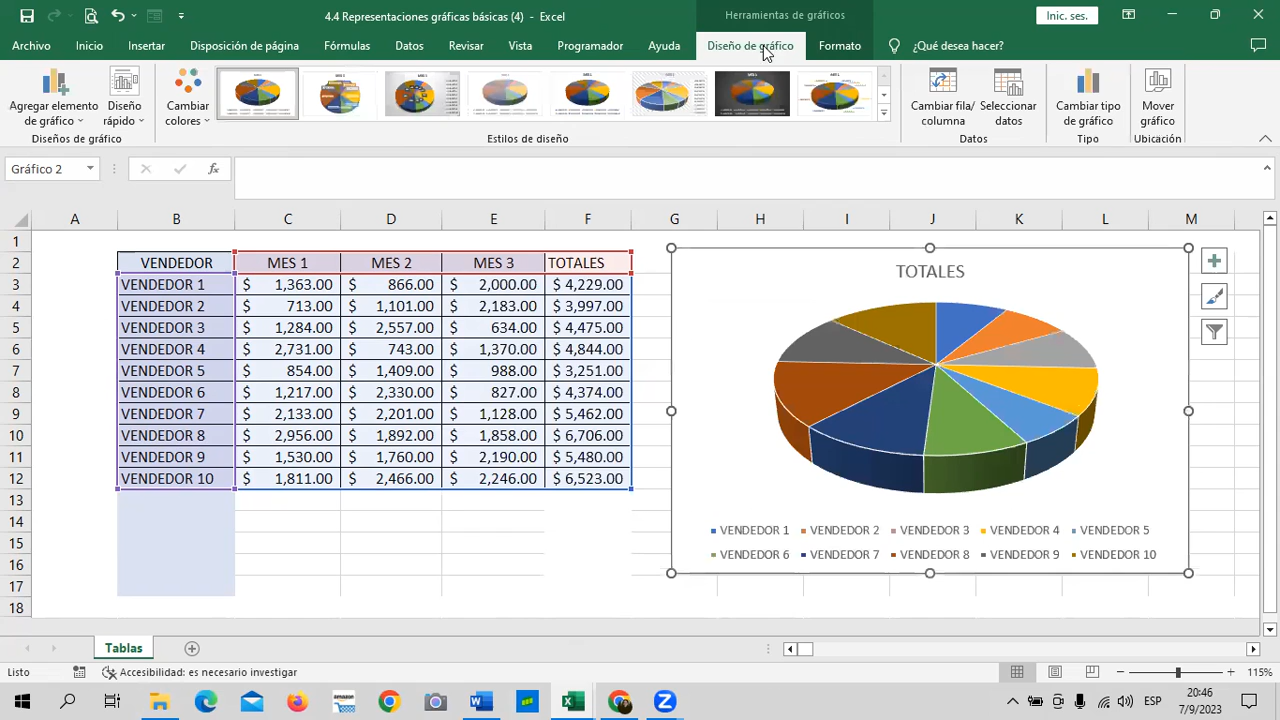 4.4 Representaciones gráficas básicas (4) - Excel
Herramientas de gráficos
Inic. ses.
Archivo Inicio Insertar Disposición de página Fórmulas Datos Revisar Vista Programador Ayuda Diseño de gráfico Formato ¿Qué desea hacer?
Agregar elemento de gráfico
Diseño rápido
Cambiar colores
Cambiar fila/ columna
Seleccionar datos
Cambiar tipo de gráfico
Mover gráfico
Diseños de gráfico Estilos de diseño Datos Tipo Ubicación
Gráfico 2 fx
A B C D E F G H I J K L M
1
2 VENDEDOR MES 1 MES 2 MES 3 TOTALES
3 VENDEDOR 1 $ 1,363.00 $ 866.00 $ 2,000.00 $ 4,229.00
4 VENDEDOR 2 $ 713.00 $ 1,101.00 $ 2,183.00 $ 3,997.00
5 VENDEDOR 3 $ 1,284.00 $ 2,557.00 $ 634.00 $ 4,475.00
6 VENDEDOR 4 $ 2,731.00 $ 743.00 $ 1,370.00 $ 4,844.00
7 VENDEDOR 5 $ 854.00 $ 1,409.00 $ 988.00 $ 3,251.00
8 VENDEDOR 6 $ 1,217.00 $ 2,330.00 $ 827.00 $ 4,374.00
9 VENDEDOR 7 $ 2,133.00 $ 2,201.00 $ 1,128.00 $ 5,462.00
10 VENDEDOR 8 $ 2,956.00 $ 1,892.00 $ 1,858.00 $ 6,706.00
11 VENDEDOR 9 $ 1,530.00 $ 1,760.00 $ 2,190.00 $ 5,480.00
12 VENDEDOR 10 $ 1,811.00 $ 2,466.00 $ 2,246.00 $ 6,523.00
13
14
15
16
17
18
TOTALES
VENDEDOR 1 VENDEDOR 2 VENDEDOR 3 VENDEDOR 4 VENDEDOR 5
VENDEDOR 6 VENDEDOR 7 VENDEDOR 8 VENDEDOR 9 VENDEDOR 10
Tablas
Listo Accesibilidad: es necesario investigar 115%
ESP
20:46
7/9/2023